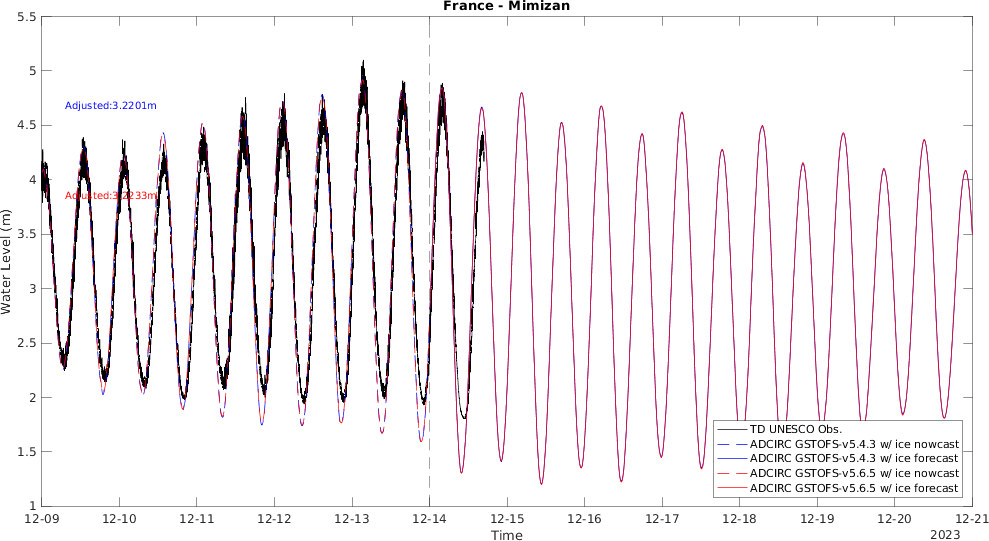 France - Mimizan
5.5
5
4.5
4
3.5
3
2.5
2
1.5
1
Water Level (m)
Adjusted:3.2201m
Adjusted:3.2233m
TD UNESCO Obs.
ADCIRC GSTOFS-v5.4.3 w/ ice nowcast
ADCIRC GSTOFS-v5.4.3 w/ ice forecast
ADCIRC GSTOFS-v5.6.5 w/ ice nowcast
ADCIRC GSTOFS-v5.6.5 w/ ice forecast
12-09 12-10 12-11 12-12 12-13 12-14 12-15 12-16 12-17 12-18 12-19 12-20 12-21
Time
2023